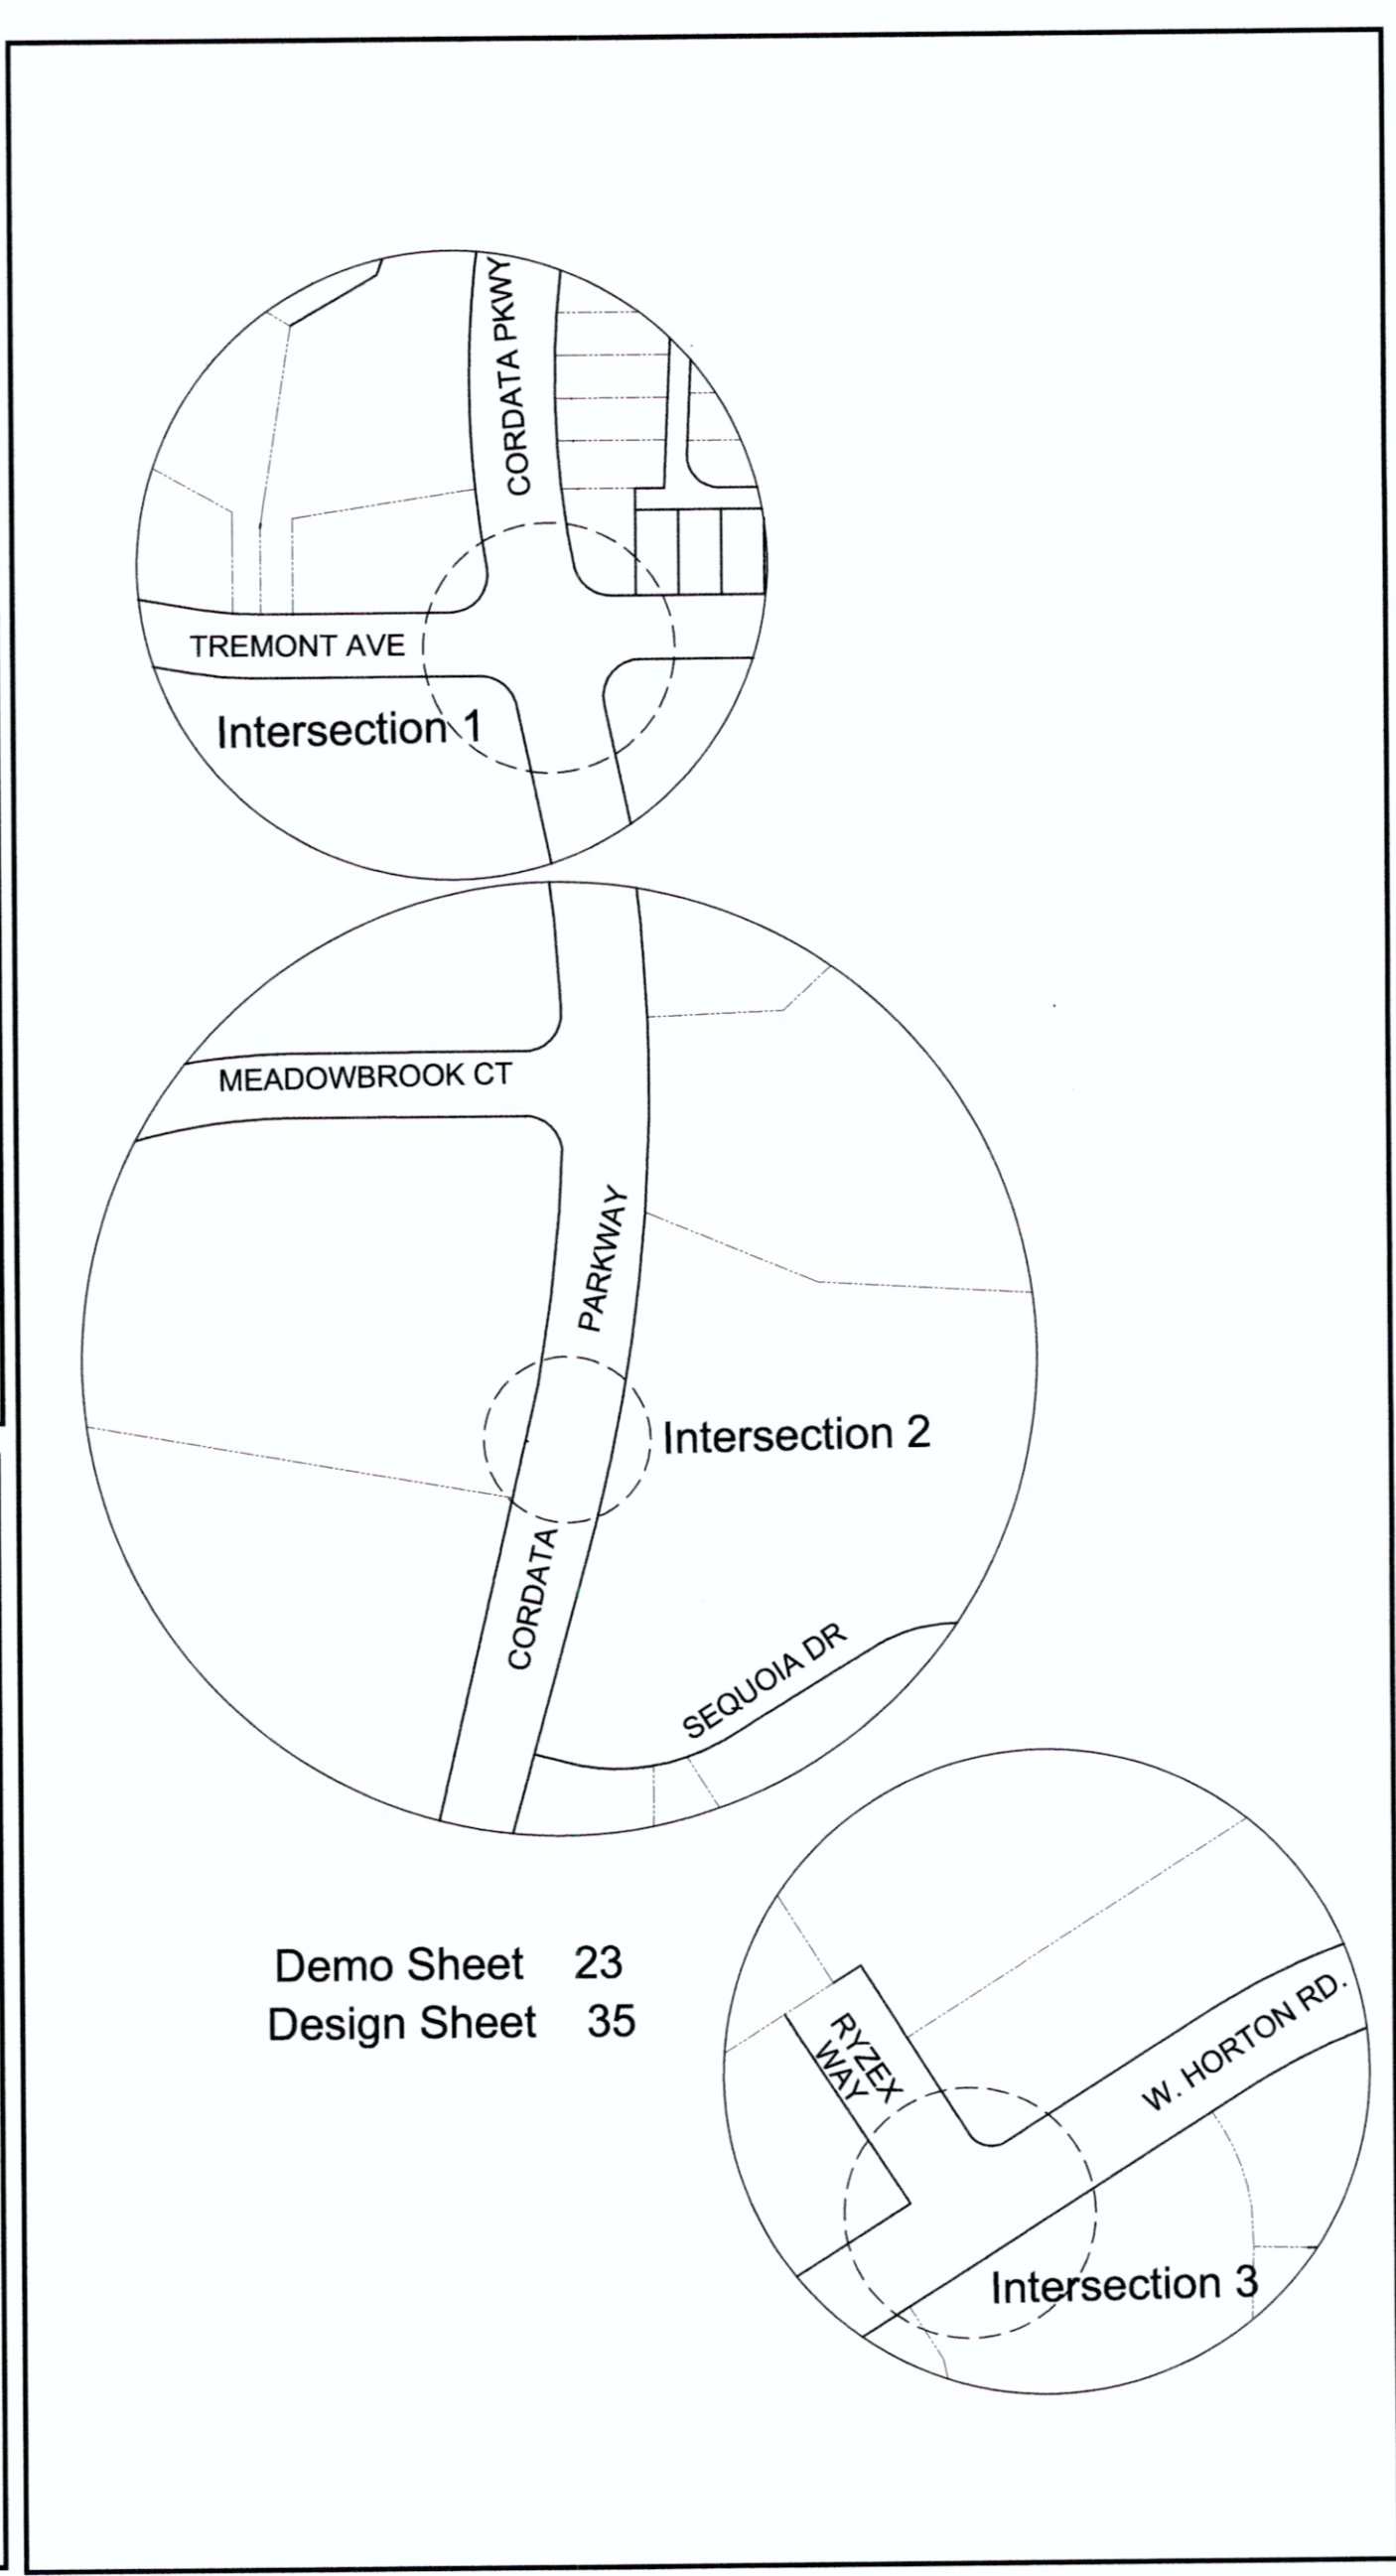 CORDATA PKWY
TREMONT AVE
Intersection 1
MEADOWBROOK CT
PARKWAY
Intersection 2
CORDATA
SEQUOIA DR
Demo Sheet 23
Design Sheet 35
RYZEX
WAY
W. HORTON RD.
Intersection 3